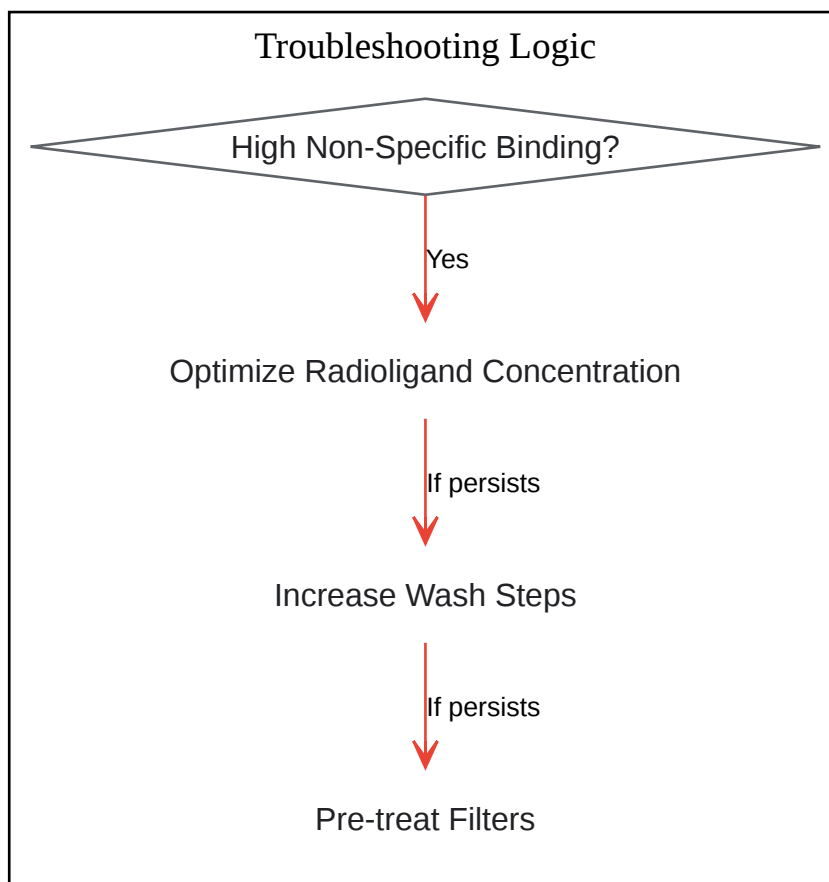 Troubleshooting Logic
High Non-Specific Binding?
Yes
Optimize Radioligand Concentration
If persists
Increase Wash Steps
If persists
Pre-treat Filters